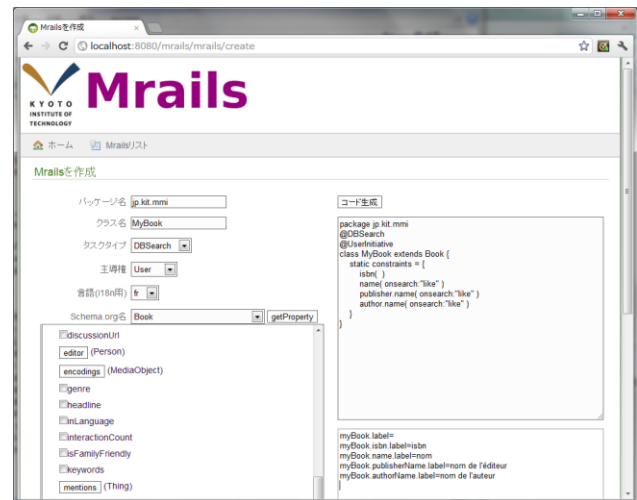 Mrailsを作成
localhost:8080/mrails/mrails/create
KYOTO
INSTITUTE OF
TECHNOLOGY
Mrails
ホーム
Mrailsリスト
Mrailsを作成
パッケージ名 jp.kit.mmi
クラス名 MyBook
タスクタイプ DBSearch
主導権 User
言語(i18n用) fr
Schema.org名 Book getProperty
discussionUrl
editor (Person)
encodings (MediaObject)
genre
headline
inLanguage
interactionCount
isFamilyFriendly
keywords
mentions (Thing)
コード生成
package jp.kit.mmi
@DBSearch
@UserInitiative
class MyBook extends Book {
static constraints = {
isbn( )
name( onsearch:"like" )
publisher.name( onsearch:"like" )
author.name( onsearch:"like" )
}
}
myBook.label=
myBook.isbn.label=isbn
myBook.name.label=nom
myBook.publisherName.label=nom de l'éditeur
myBook.authorName.label=nom de l'auteur